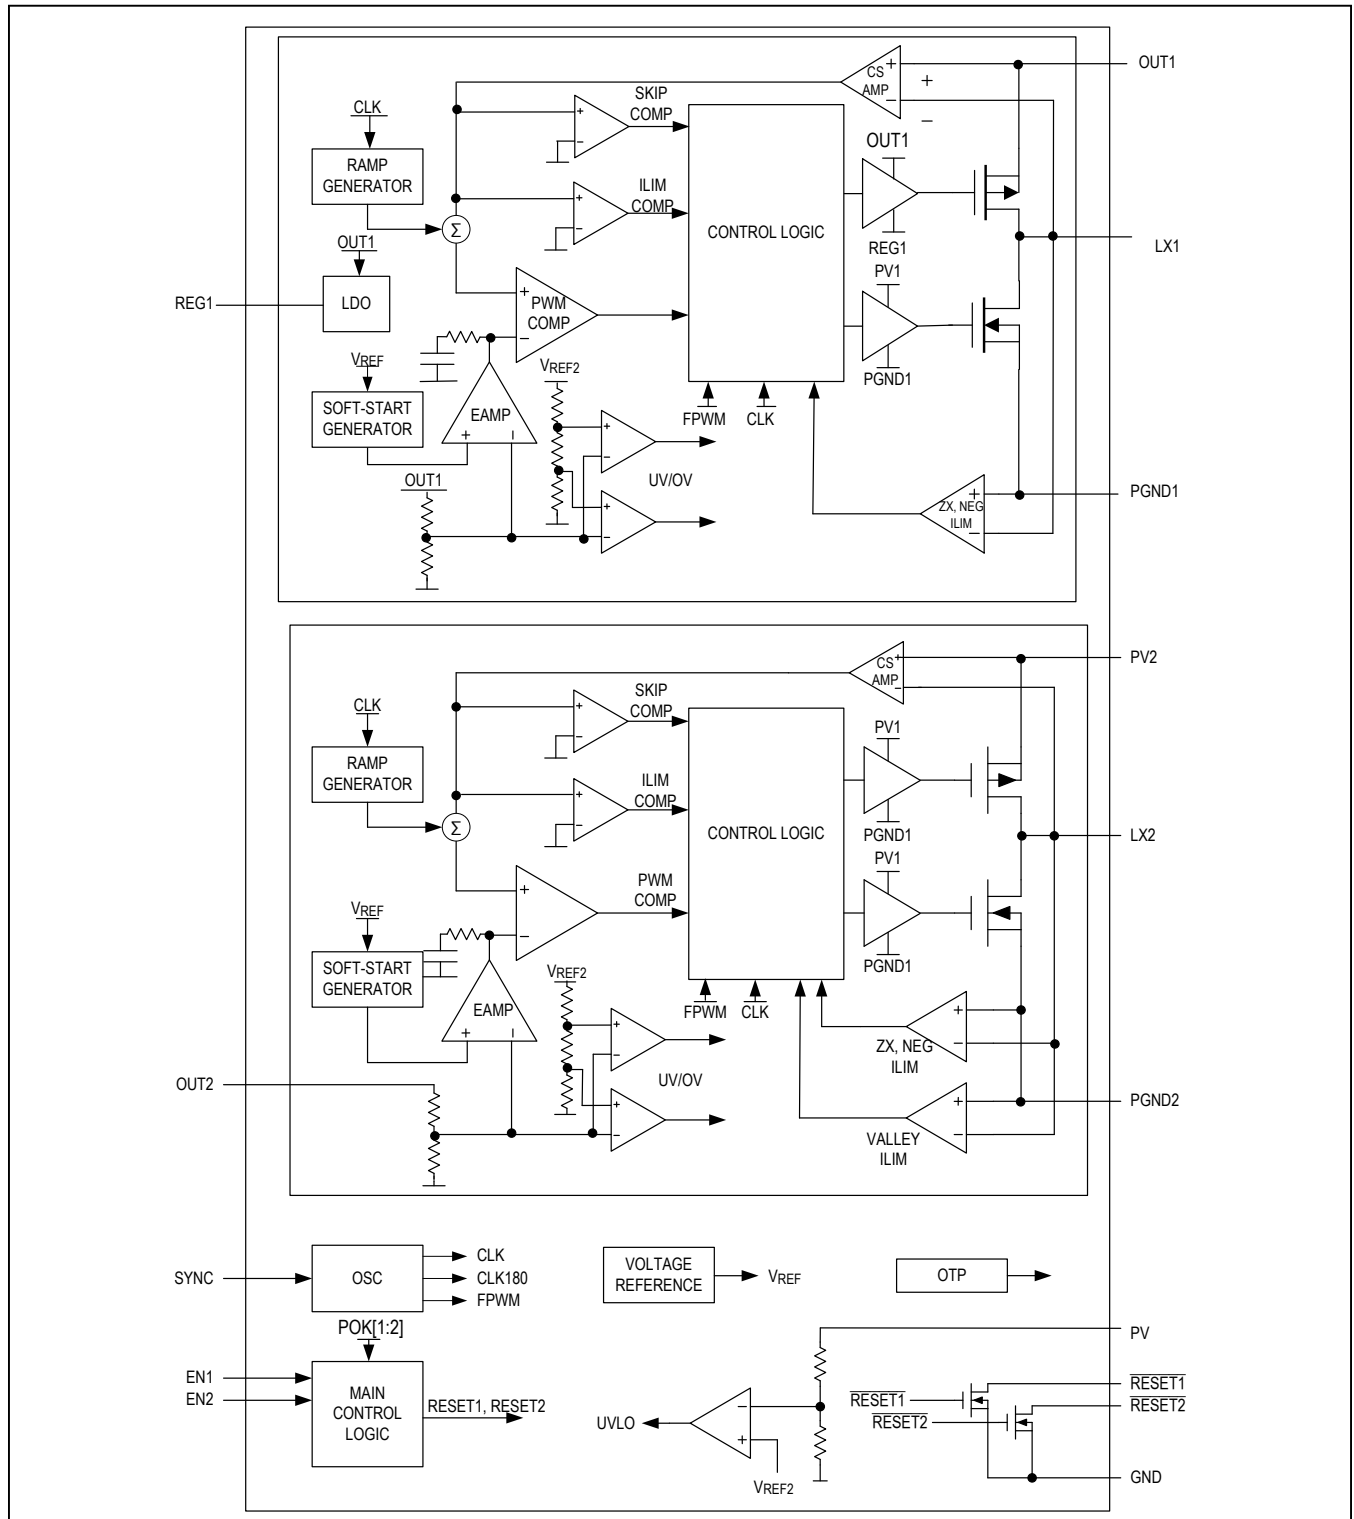 OUT1
CS
AMP
+
−
+
−
SKIP
COMP
+
−
CLK
RAMP
GENERATOR
OUT1
ILIM
COMP
+
−
CONTROL LOGIC
Σ
REG1
LX1
OUT1
REG1
LDO
PV1
+
PWM
COMP
−
VREF
VREF2
PGND1
SOFT-START
GENERATOR
EAMP
+
−
FPWM
CLK
+
−
UV/OV
OUT1
+
−
PGND1
+
ZX, NEG
ILIM
−
PV2
CS
AMP
+
−
SKIP
COMP
+
−
CLK
PV1
RAMP
GENERATOR
ILIM
COMP
+
−
CONTROL LOGIC
Σ
PGND1
LX2
PV1
PWM
COMP
+
−
VREF
PGND1
SOFT-START
GENERATOR
VREF2
EAMP
+
−
FPWM
CLK
+
−
+
−
ZX, NEG
ILIM
UV/OV
OUT2
+
−
+
−
PGND2
VALLEY
ILIM
SYNC
OSC
CLK
CLK180
FPWM
VOLTAGE
REFERENCE
VREF
OTP
POK[1:2]
PV
EN1
EN2
MAIN
CONTROL
LOGIC
RESET1, RESET2
UVLO
−
+
VREF2
RESET1
RESET1
RESET2
RESET2
GND